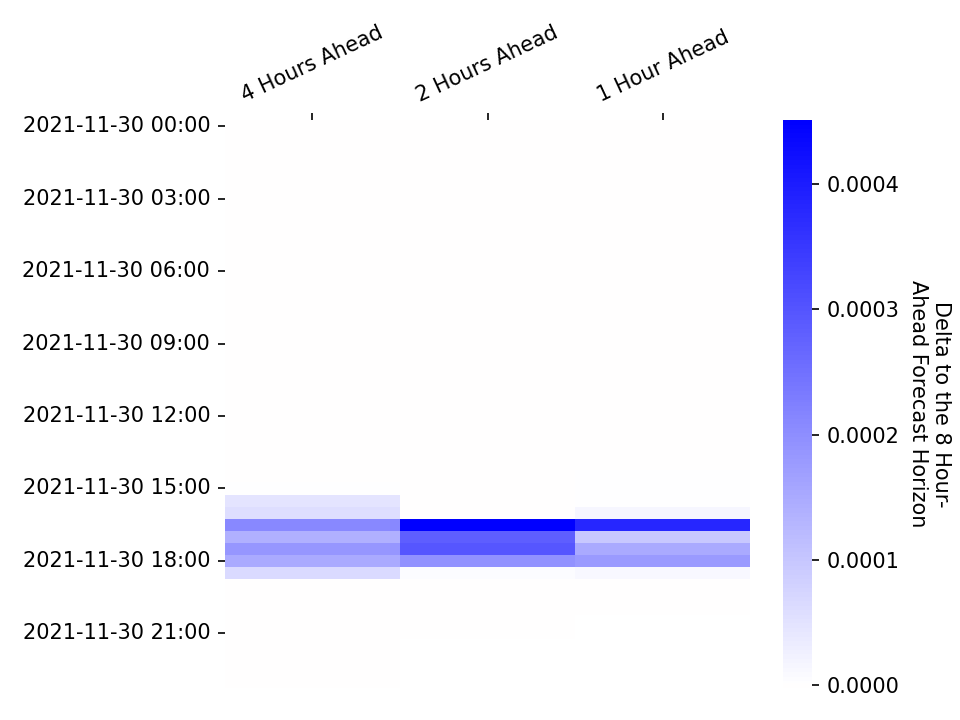 4 Hours Ahead
2 Hours Ahead
1 Hour Ahead
2021-11-30 00:00
2021-11-30 03:00
2021-11-30 06:00
2021-11-30 09:00
2021-11-30 12:00
2021-11-30 15:00
2021-11-30 18:00
2021-11-30 21:00
0.0004
0.0003
0.0002
0.0001
0.0000
Delta to the 8 Hour-
Ahead Forecast Horizon